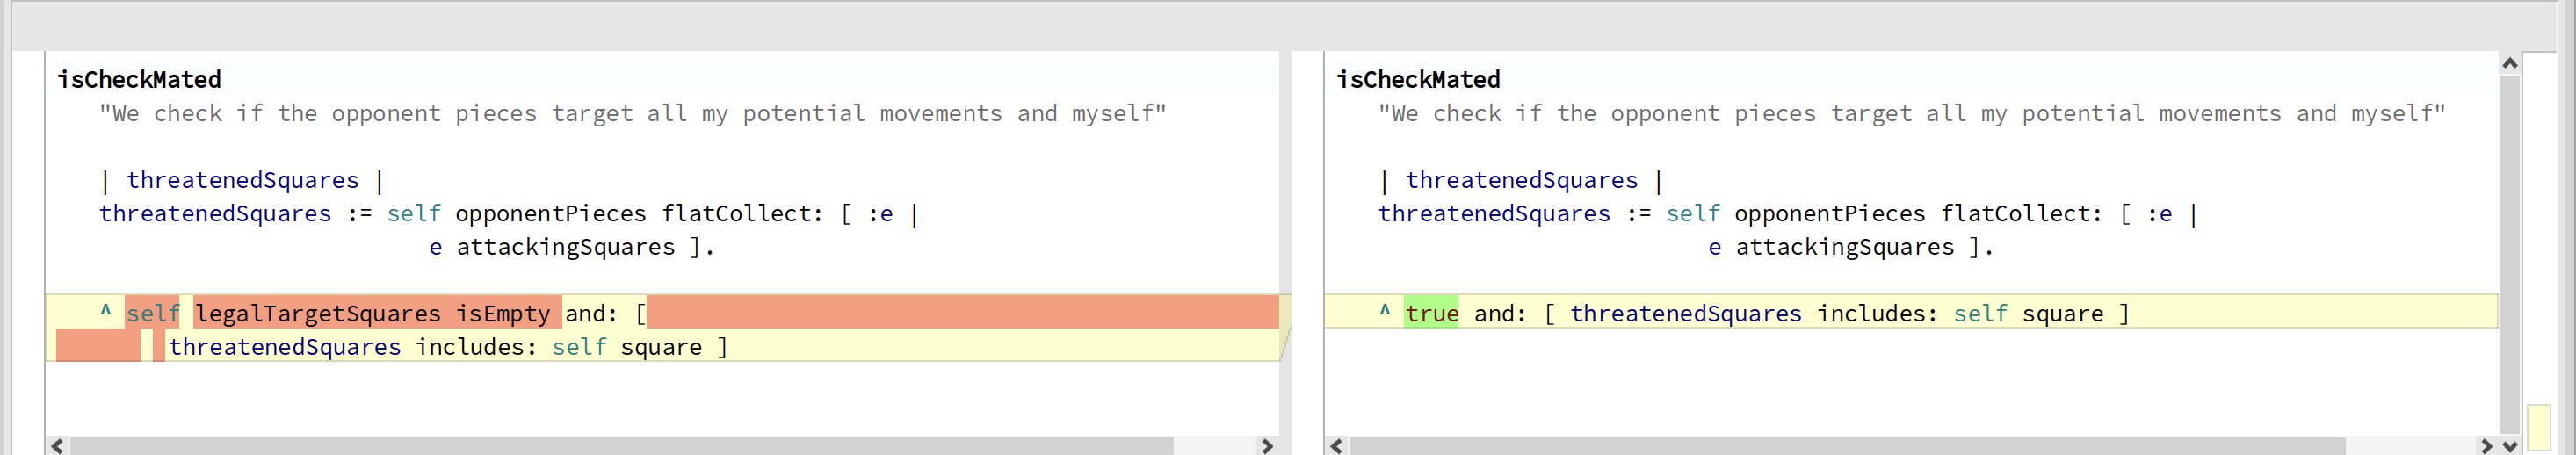 isCheckMated
"We check if the opponent pieces target all my potential movements and myself"
| threatenedSquares |
threatenedSquares := self opponentPieces flatCollect: [ :e |
e attackingSquares ].
^ self legalTargetSquares isEmpty and: [
threatenedSquares includes: self square ]
isCheckMated
"We check if the opponent pieces target all my potential movements and myself"
| threatenedSquares |
threatenedSquares := self opponentPieces flatCollect: [ :e |
e attackingSquares ].
^ true and: [ threatenedSquares includes: self square ]